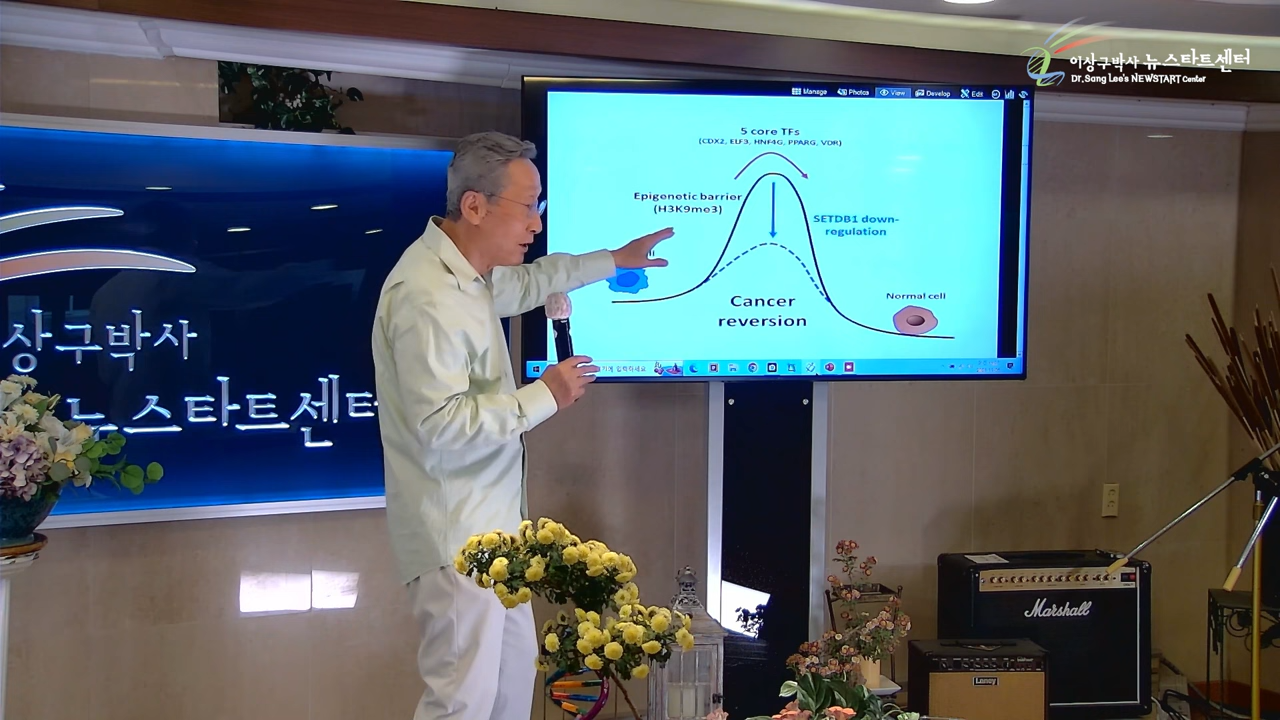 이상구박사 뉴스타트센터
Dr. Sang Lee's NEWSTART Center
Manage Photos View Develop Edit
5 core TFs
(CDX2, ELF3, HNF4G, PPARG, VDR)
Epigenetic barrier
(H3K9me3)
SETDB1 down-
regulation
Cancer
reversion
Normal cell
상구박사
뉴스타트센터
Marshall
Laney